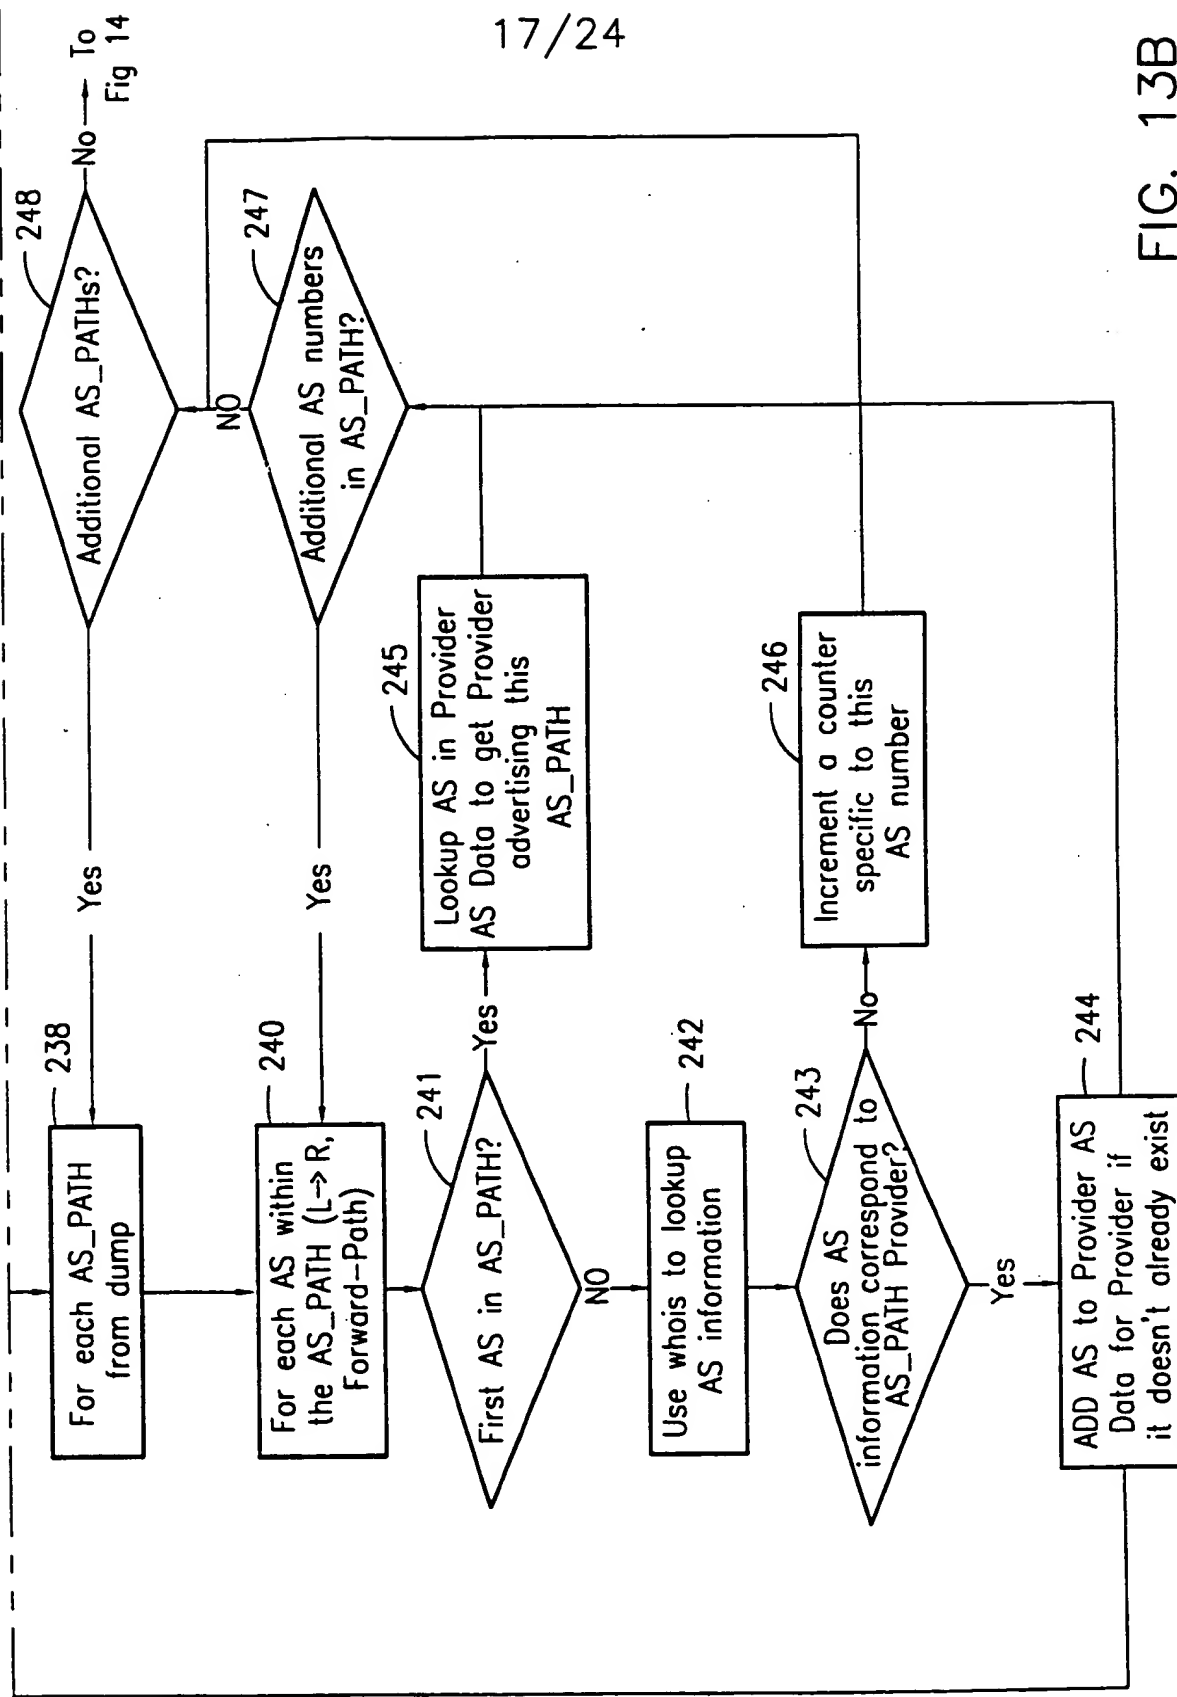 17/24
FIG. 13B
238
For each AS_PATH
from dump
Yes
248
Additional AS_PATHs?
No
To
Fig 14
240
For each AS within
the AS_PATH (L→R,
Forward-Path)
Yes
247
Additional AS numbers
in AS_PATH?
NO
241
First AS in AS_PATH?
Yes
245
Lookup AS in Provider
AS Data to get Provider
advertising this
AS_PATH
NO
242
Use whois to lookup
AS information
243
Does AS
information correspond to
AS_PATH Provider?
No
246
Increment a counter
specific to this
AS number
Yes
244
ADD AS to Provider AS
Data for Provider if
it doesn't already exist